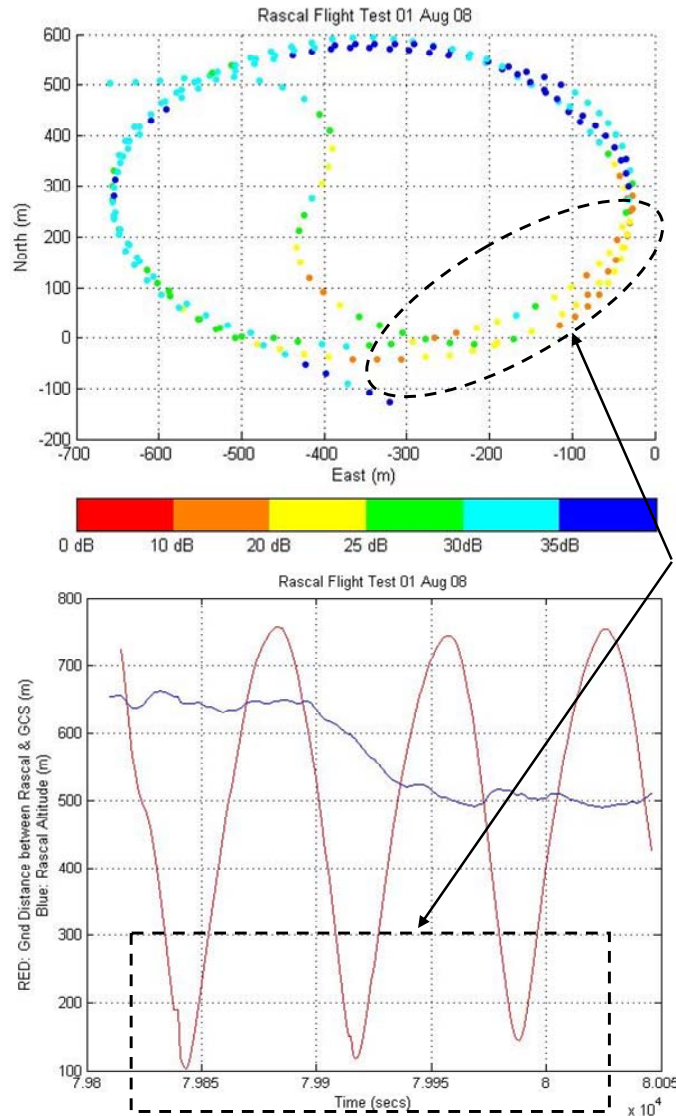 Rascal Flight Test 01 Aug 08
600
500
400
300
200
100
0
-100
-200
North (m)
-700 -600 -500 -400 -300 -200 -100 0
East (m)
0 dB 10 dB 20 dB 25 dB 30 dB 35dB
Rascal Flight Test 01 Aug 08
800
700
600
500
400
300
200
100
RED: Gnd Distance between Rascal & GCS (m)
Blue: Rascal Altitude (m)
7.98 7.985 7.99 7.995 8 8.005
Time (secs)
x 10⁴